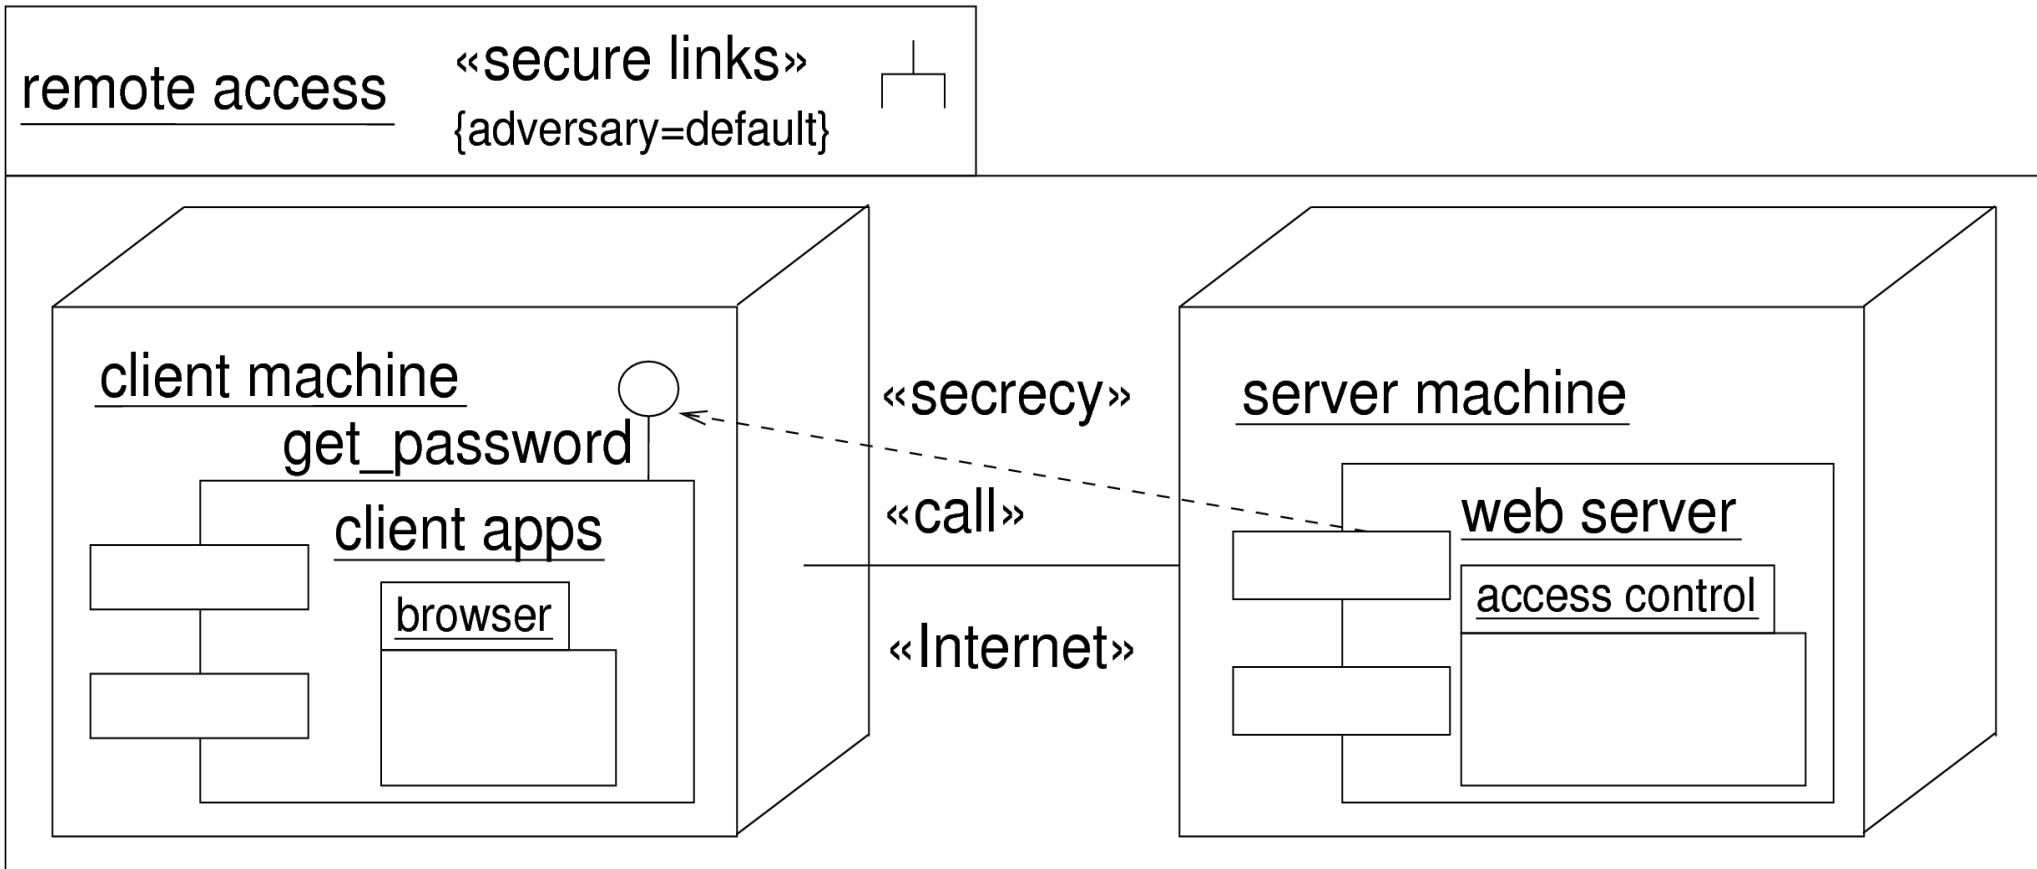 remote access
«secure links»
{adversary=default}
client machine
get_password
client apps
browser
«secrecy»
«call»
«Internet»
server machine
web server
access control